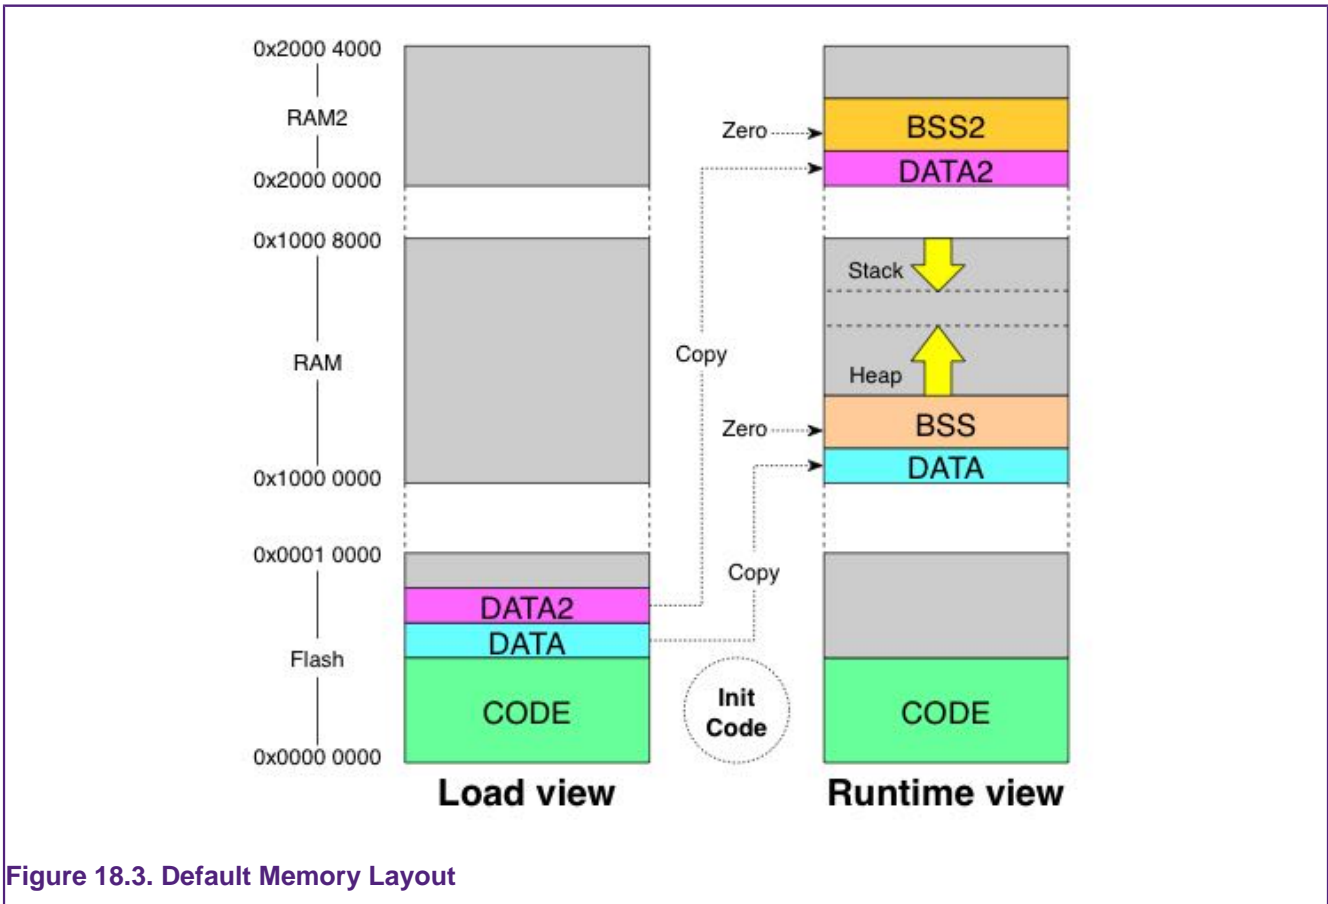 0x2000 4000
RAM2
0x2000 0000
0x1000 8000
RAM
0x1000 0000
0x0001 0000
Flash
0x0000 0000
DATA2
DATA
CODE
Load view
Copy
Copy
Init
Code
Zero
Zero
BSS2
DATA2
Stack
Heap
BSS
DATA
CODE
Runtime view
Figure 18.3. Default Memory Layout